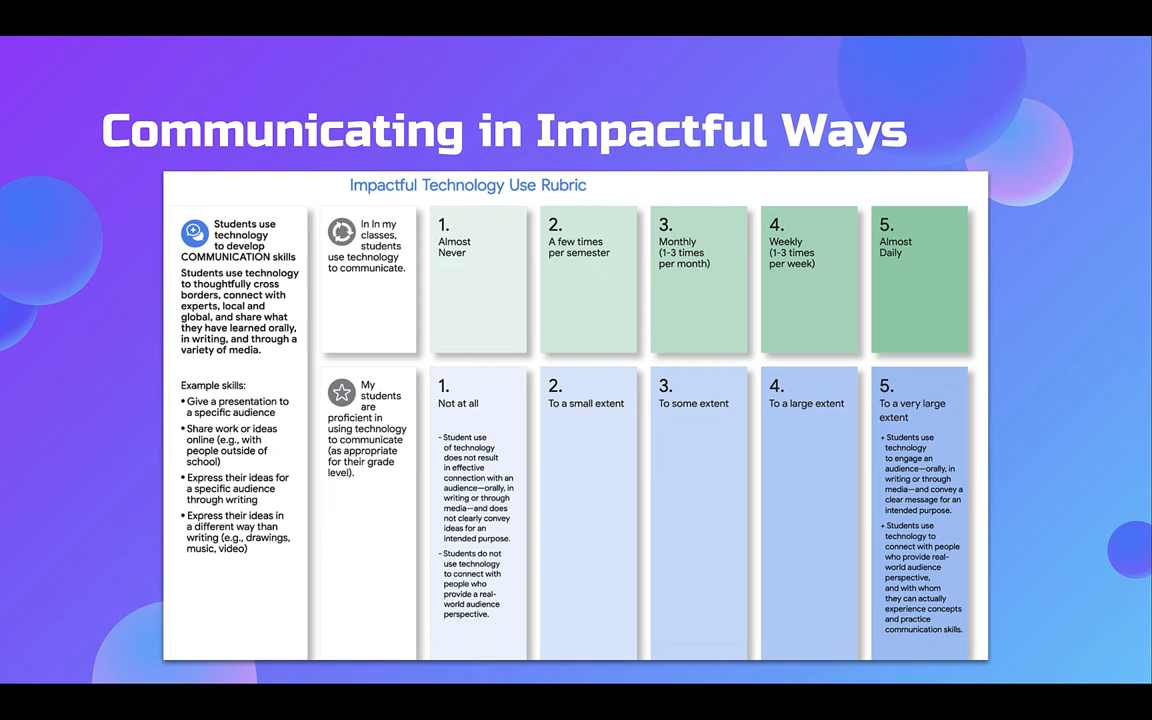 Communicating in Impactful Ways
Impactful Technology Use Rubric
Students use
technology
to develop
COMMUNICATION skills
Students use technology
to thoughtfully cross
borders, connect with
experts, local and
global, and share what
they have learned orally,
in writing, and through a
variety of media.
Example skills:
• Give a presentation to
a specific audience
• Share work or ideas
online (e.g., with
people outside of
school)
• Express their ideas for
a specific audience
through writing
• Express their ideas in
a different way than
writing (e.g., drawings,
music, video)
In In my
classes,
students
use technology
to communicate.
1.
Almost
Never
2.
A few times
per semester
3.
Monthly
(1-3 times
per month)
4.
Weekly
(1-3 times
per week)
5.
Almost
Daily
My
students
are
proficient in
using technology
to communicate
(as appropriate
for their grade
level).
1.
Not at all
- Student use
of technology
does not result
in effective
connection with an
audience—orally, in
writing or through
media—and does
not clearly convey
ideas for an
intended purpose.
- Students do not
use technology
to connect with
people who
provide a real-
world audience
perspective.
2.
To a small extent
3.
To some extent
4.
To a large extent
5.
To a very large
extent
+ Students use
technology
to engage an
audience—orally, in
writing or through
media—and convey a
clear message for an
intended purpose.
+ Students use
technology to
connect with people
who provide real-
world audience
perspective,
and with whom
they can actually
experience concepts
and practice
communication skills.